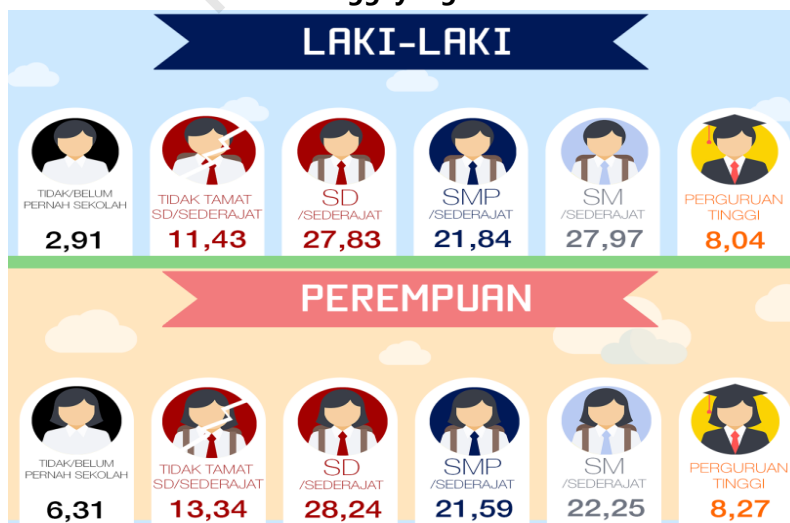 LAKI-LAKI
TIDAK/BELUM
PERNAH SEKOLAH
2,91
TIDAK TAMAT
SD/SEDERAJAT
11,43
SD
/SEDERAJAT
27,83
SMP
/SEDERAJAT
21,84
SM
/SEDERAJAT
27,97
PERGURUAN
TINGGI
8,04
PEREMPUAN
TIDAK/BELUM
PERNAH SEKOLAH
6,31
TIDAK TAMAT
SD/SEDERAJAT
13,34
SD
/SEDERAJAT
28,24
SMP
/SEDERAJAT
21,59
SM
/SEDERAJAT
22,25
PERGURUAN
TINGGI
8,27